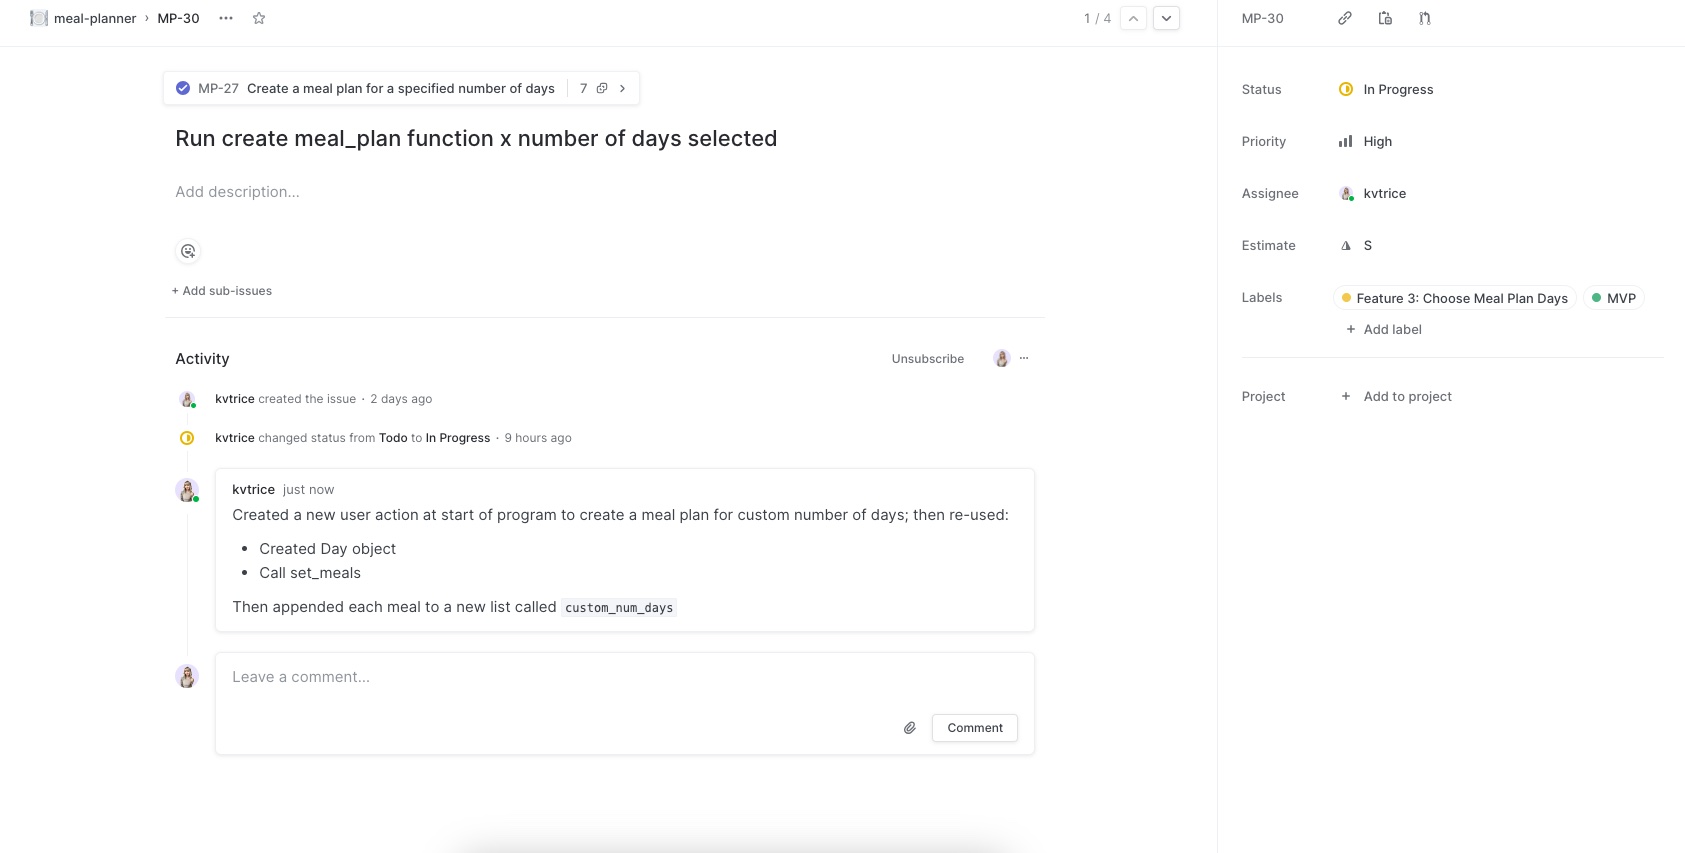 meal-planner › MP-30 ···
1 / 4
MP-27 Create a meal plan for a specified number of days 7
Run create meal_plan function x number of days selected
Add description...
+ Add sub-issues
Activity
Unsubscribe ···
kvtrice created the issue · 2 days ago
kvtrice changed status from Todo to In Progress · 9 hours ago
kvtrice just now
Created a new user action at start of program to create a meal plan for custom number of days; then re-used:
• Created Day object
• Call set_meals
Then appended each meal to a new list called custom_num_days
Leave a comment...
Comment
MP-30
Status In Progress
Priority High
Assignee kvtrice
Estimate S
Labels Feature 3: Choose Meal Plan Days MVP
+ Add label
Project + Add to project